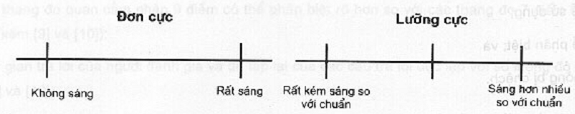 Đơn cực
Lưỡng cực
Không sáng
Rất sáng
Rất kém sáng so
với chuẩn
Sáng hơn nhiều
so với chuẩn